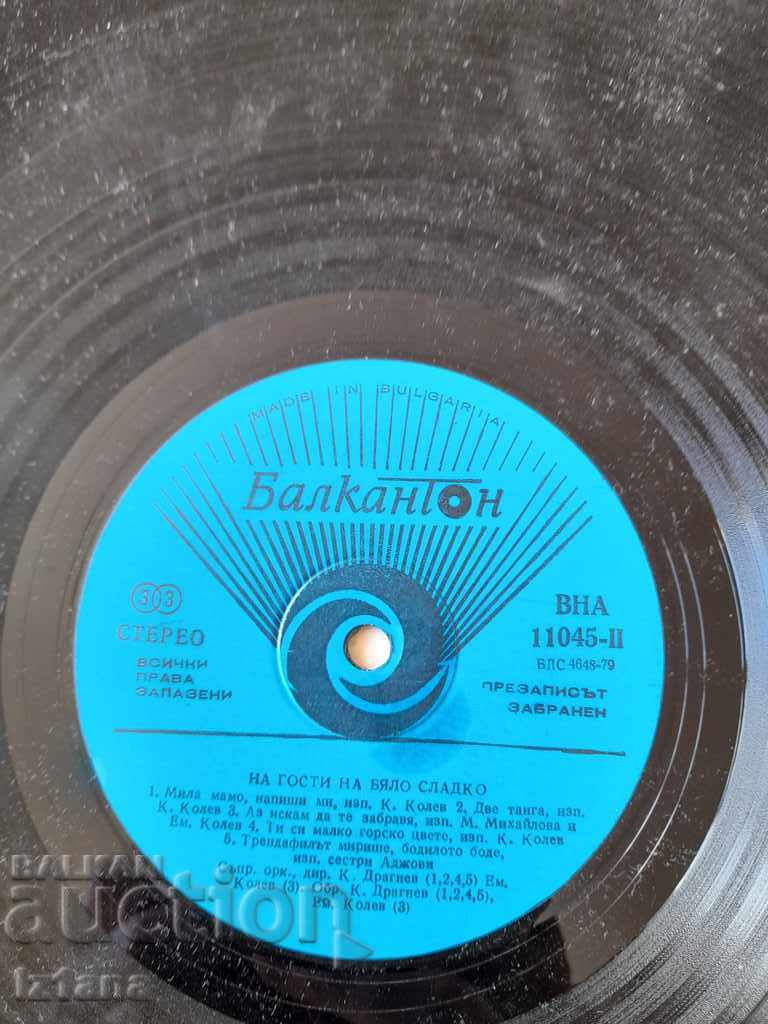 MADE IN BULGARIA
Балкантон
33
СТЕРЕО
ВСИЧКИ
ПРАВА
ЗАПАЗЕНИ
ВНА
11045-II
БДС 4648-79
ПРЕЗАПИСЪТ
ЗАБРАНЕН
НА ГОСТИ НА БЯЛО СЛАДКО
1. Мила мамо, напиши ми, изп. К. Колев 2. Две танга, изп.
К. Колев 3. Аз искам да те забравя, изп. М. Михайлова и
Ем. Колев 4. Ти си малко горско цвете, изп. К. Колев
5. Трендафилът мирише, бодилото боде,
изп. сестри Аджови
Съпр. орк., дир. К. Драгнев (1,2,4,5) Ем.
Колев (3). Обр. К. Драгнев (1,2,4,5),
Ем. Колев (3)
BALKAN
auction
iztana